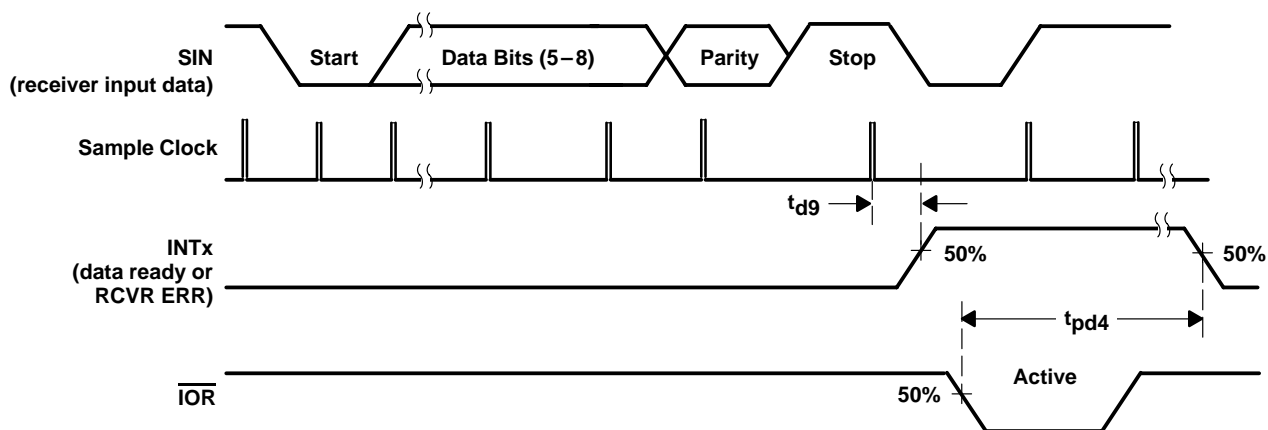 SIN
(receiver input data)
Start
Data Bits (5–8)
Parity
Stop
Sample Clock
td9
INTx
(data ready or
RCVR ERR)
50%
50%
tpd4
IOR
50%
Active